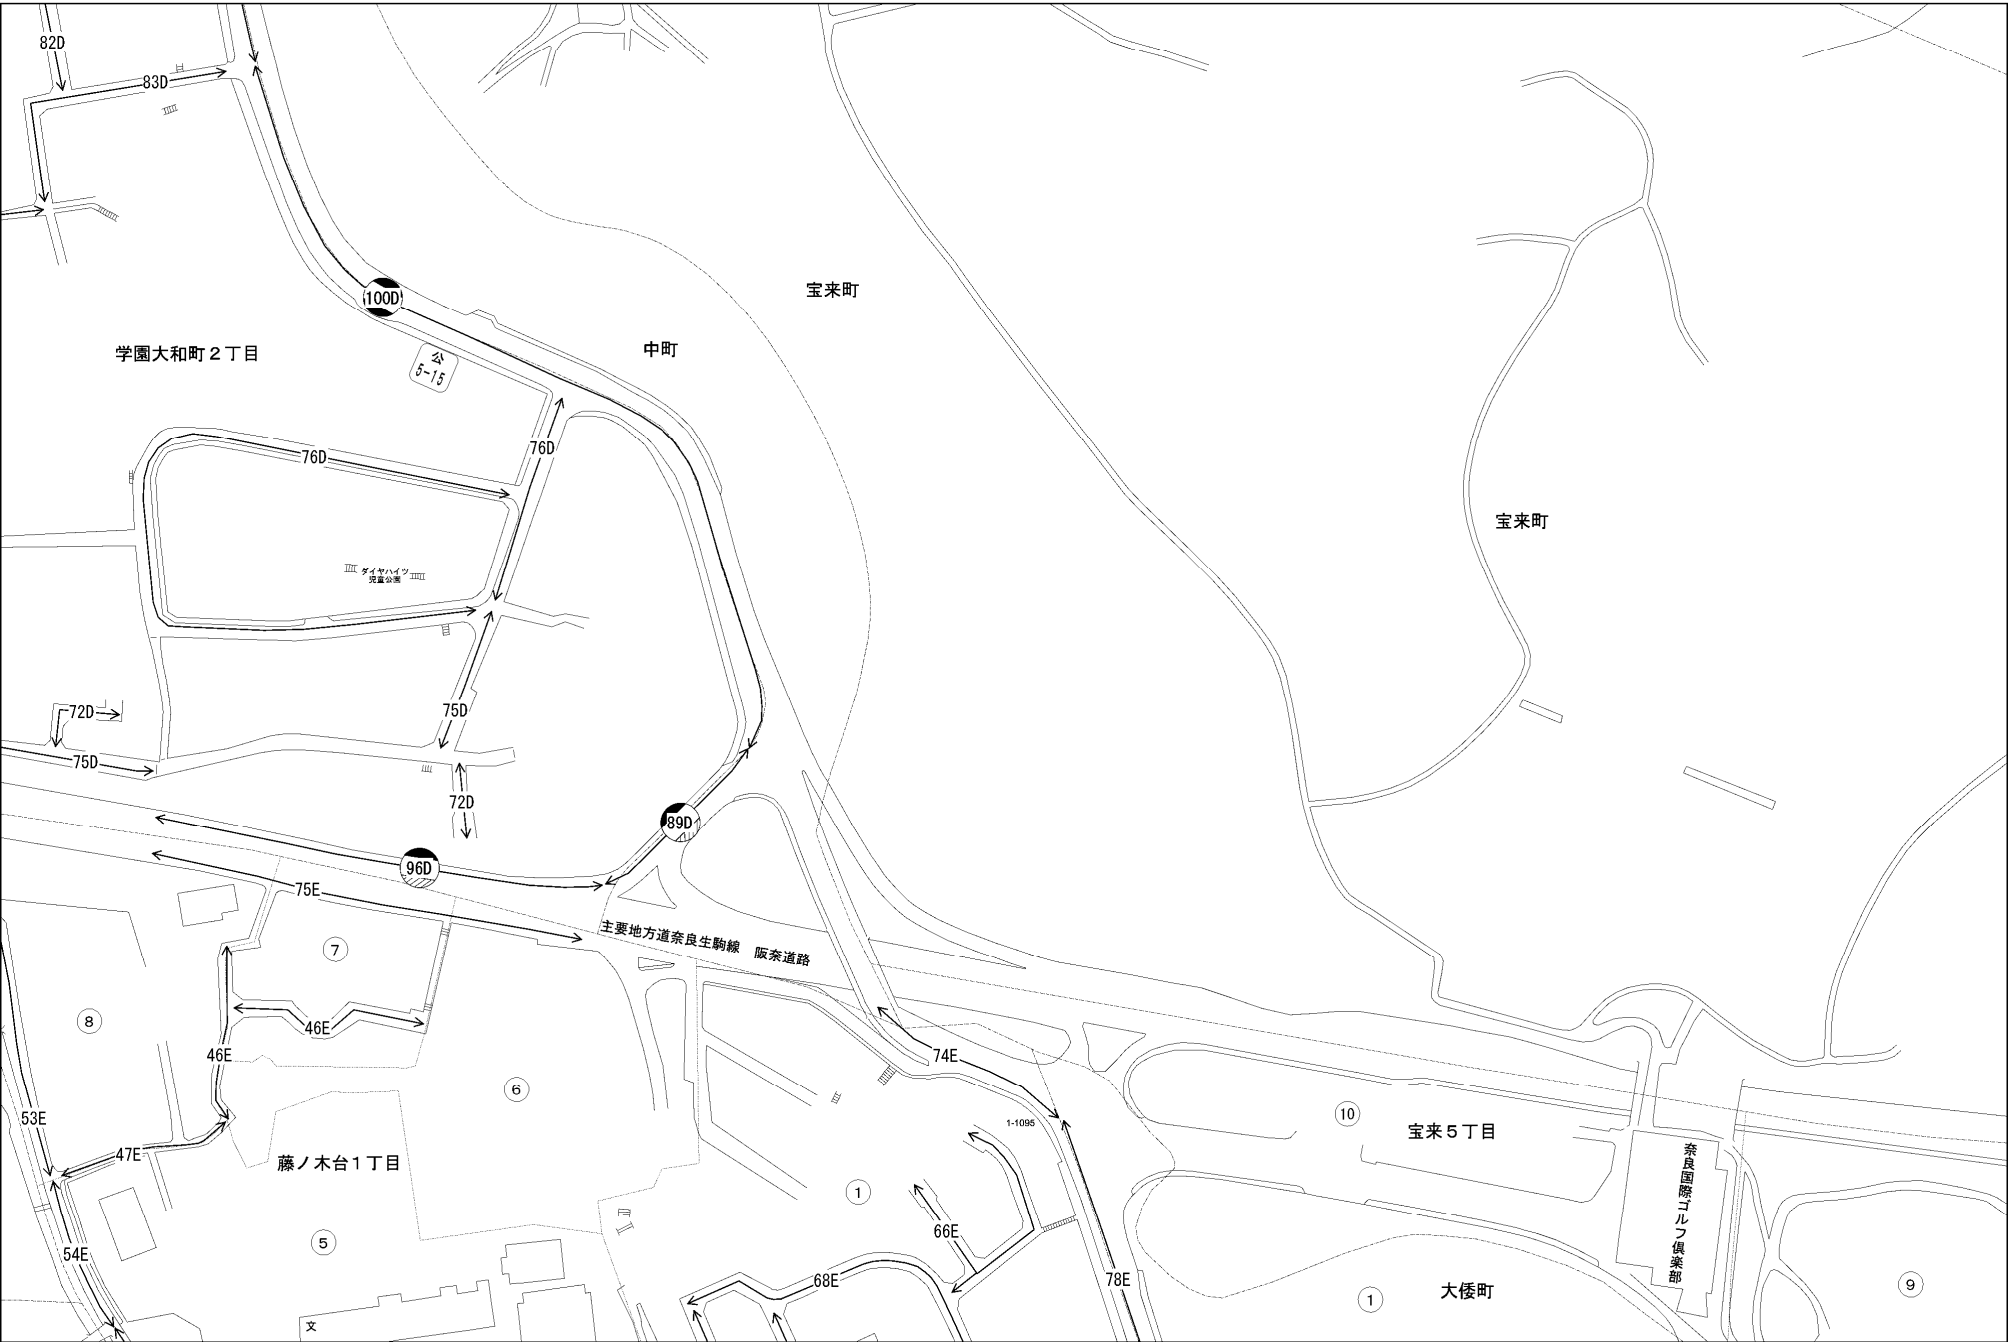 82D
83D
100D
宝来町
中町
学園大和町2丁目
公
5-15
76D
76D
宝来町
ダイヤハイツ
児童公園
72D
75D
75D
72D
89D
96D
75E
主要地方道奈良生駒線 阪奈道路
⑦
⑧
46E
46E
74E
⑥
1-1095
⑩
宝来5丁目
53E
47E
藤ノ木台1丁目
①
奈良国際ゴルフ倶楽部
66E
⑤
54E
68E
78E
大倭町
①
⑨
文